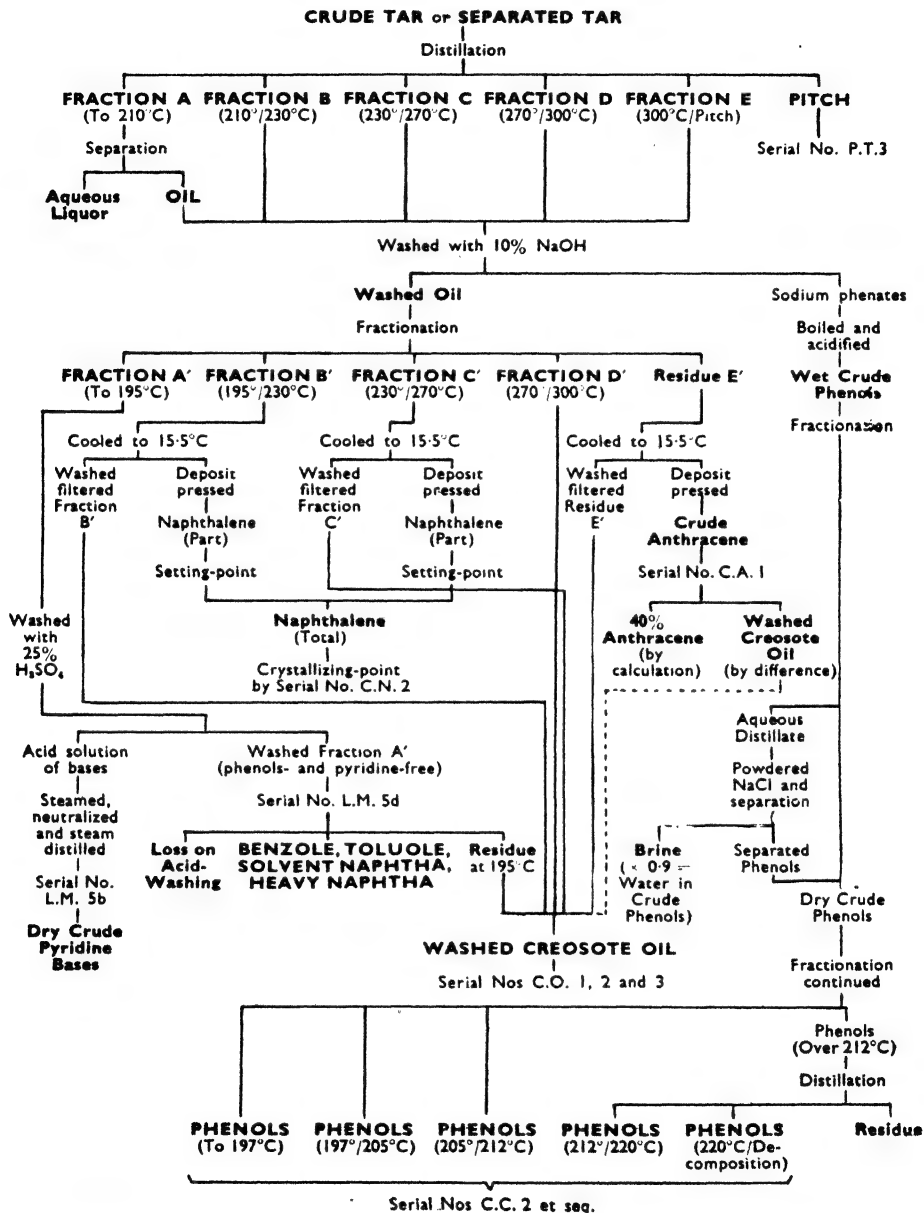 CRUDE TAR or SEPARATED TAR
Distillation
FRACTION A FRACTION B FRACTION C FRACTION D FRACTION E PITCH
(To 210°C) (210°/230°C) (230°/270°C) (270°/300°C) (300°C/Pitch)
Separation
Serial No. P.T.3
Aqueous Liquor
OIL
Washed with 10% NaOH
Washed Oil
Fractionation
Sodium phenates
Boiled and
acidified
Wet Crude
Phenols
Fractionation
FRACTION A′ FRACTION B′ FRACTION C′ FRACTION D′ Residue E′
(To 195°C) (195°/230°C) (230°/270°C) (270°/300°C)
Cooled to 15·5°C
Cooled to 15·5°C
Cooled to 15·5°C
Washed
filtered
Fraction
B′
Deposit
pressed
Naphthalene
(Part)
Setting-point
Washed
filtered
Fraction
C′
Deposit
pressed
Naphthalene
(Part)
Setting-point
Washed
filtered
Residue
E′
Deposit
pressed
Crude
Anthracene
Serial No. C.A. 1
Naphthalene
(Total)
Crystallizing-point
by Serial No. C.N. 2
40%
Anthracene
(by
calculation)
Washed
Creosote
Oil
(by difference)
Washed
with
25%
H₂SO₄
Acid solution
of bases
Steamed,
neutralized
and steam
distilled
Serial No.
L.M. 5b
Dry Crude
Pyridine
Bases
Washed Fraction A′
(phenols- and pyridine-free)
Serial No. L.M. 5d
Loss on
Acid-
Washing
BENZOLE, TOLUOLE,
SOLVENT NAPHTHA,
HEAVY NAPHTHA
Residue
at 195°C
Aqueous
Distillate
Powdered
NaCl and
separation
Brine
(× 0·9 =
Water in
Crude
Phenols)
Separated
Phenols
Dry Crude
Phenols
WASHED CREOSOTE OIL
Serial Nos C.O. 1, 2 and 3
Fractionation
continued
Phenols
(Over 212°C)
Distillation
PHENOLS PHENOLS PHENOLS PHENOLS PHENOLS Residue
(To 197°C) (197°/205°C) (205°/212°C) (212°/220°C) (220°C/De-
composition)
Serial Nos C.C. 2 et seq.